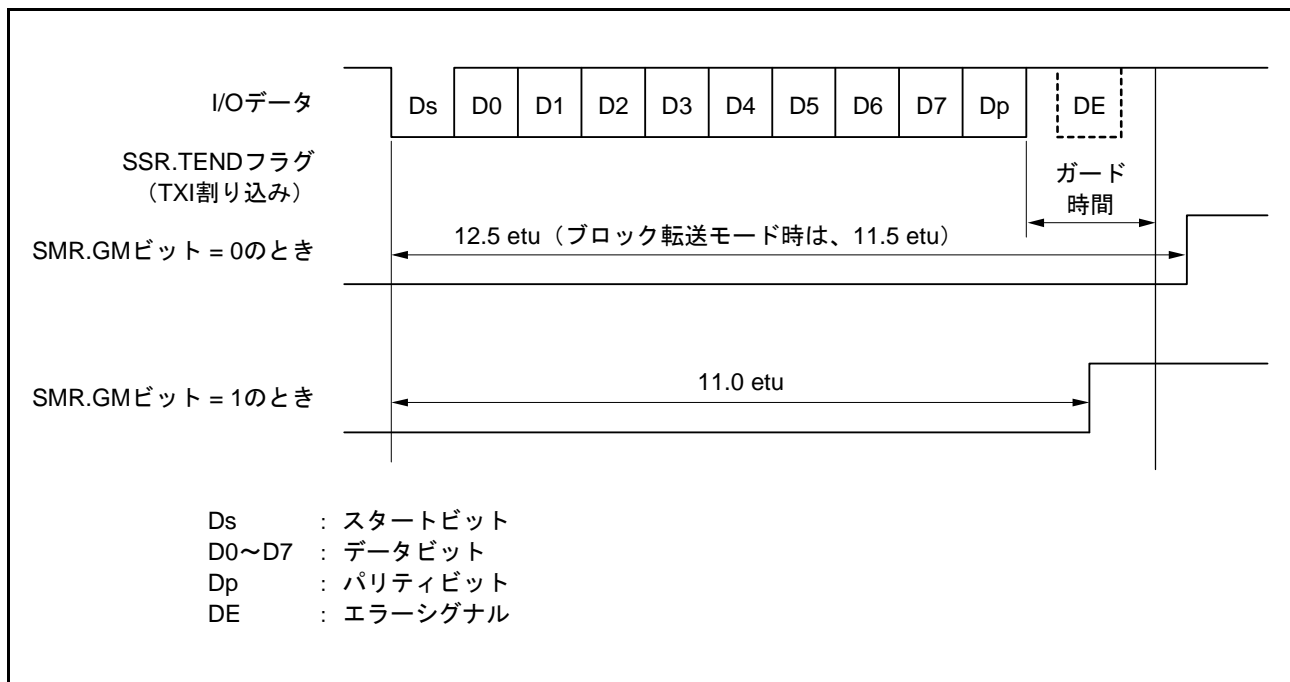 I/Oデータ
Ds D0 D1 D2 D3 D4 D5 D6 D7 Dp DE
SSR.TENDフラグ
（TXI割り込み）
ガード
時間
SMR.GMビット = 0のとき
12.5 etu（ブロック転送モード時は、11.5 etu）
SMR.GMビット = 1のとき
11.0 etu
Ds : スタートビット
D0～D7 : データビット
Dp : パリティビット
DE : エラーシグナル